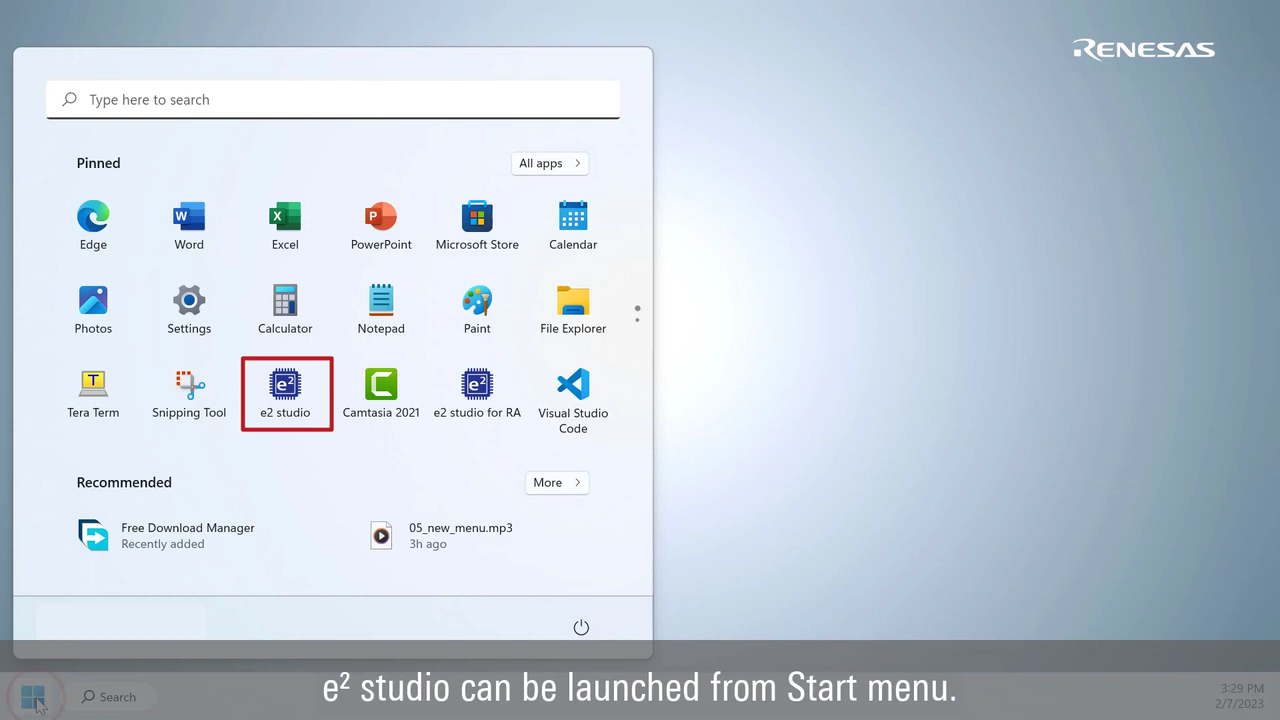 RENESAS
Type here to search
Pinned
All apps
Edge
Word
Excel
PowerPoint
Microsoft Store
Calendar
Photos
Settings
Calculator
Notepad
Paint
File Explorer
Tera Term
Snipping Tool
e2 studio
Camtasia 2021
e2 studio for RA
Visual Studio
Code
Recommended
More
Free Download Manager
Recently added
05_new_menu.mp3
3h ago
e² studio can be launched from Start menu.
Search
3:29 PM
2/7/2023